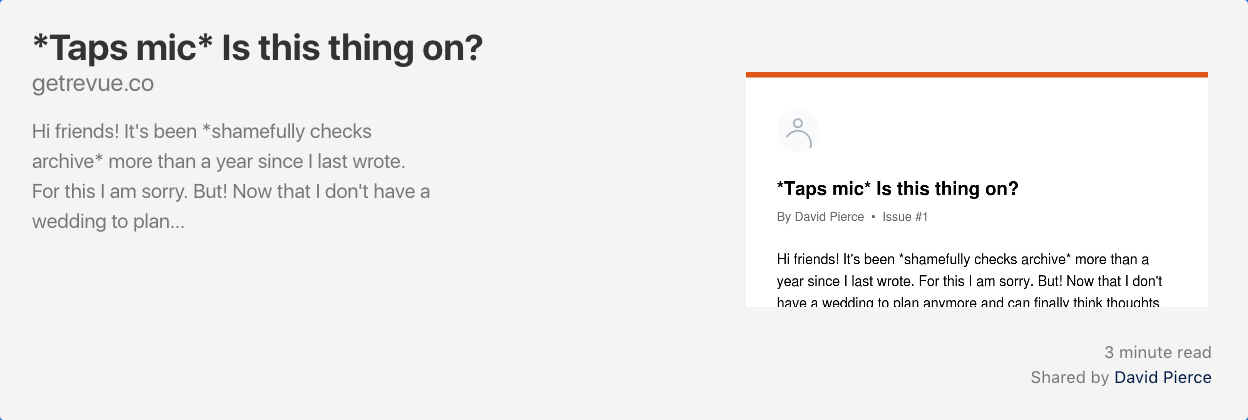 *Taps mic* Is this thing on?
getrevue.co
Hi friends! It's been *shamefully checks
archive* more than a year since I last wrote.
For this I am sorry. But! Now that I don't have a
wedding to plan...
*Taps mic* Is this thing on?
By David Pierce • Issue #1
Hi friends! It's been *shamefully checks archive* more than a
year since I last wrote. For this I am sorry. But! Now that I don't
have a wedding to plan anymore and can finally think thoughts
3 minute read
Shared by David Pierce